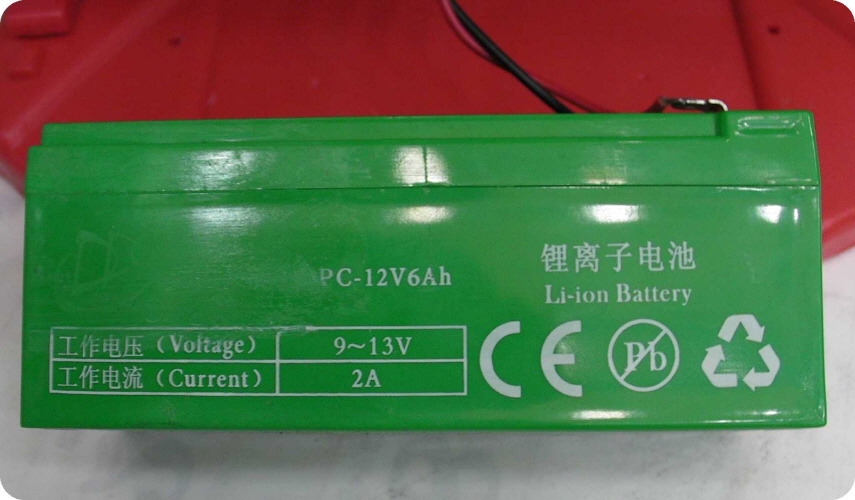 PC-12V6Ah
锂离子电池
Li-ion Battery
工作电压（Voltage） 9～13V
工作电流（Current） 2A
CE
Pb